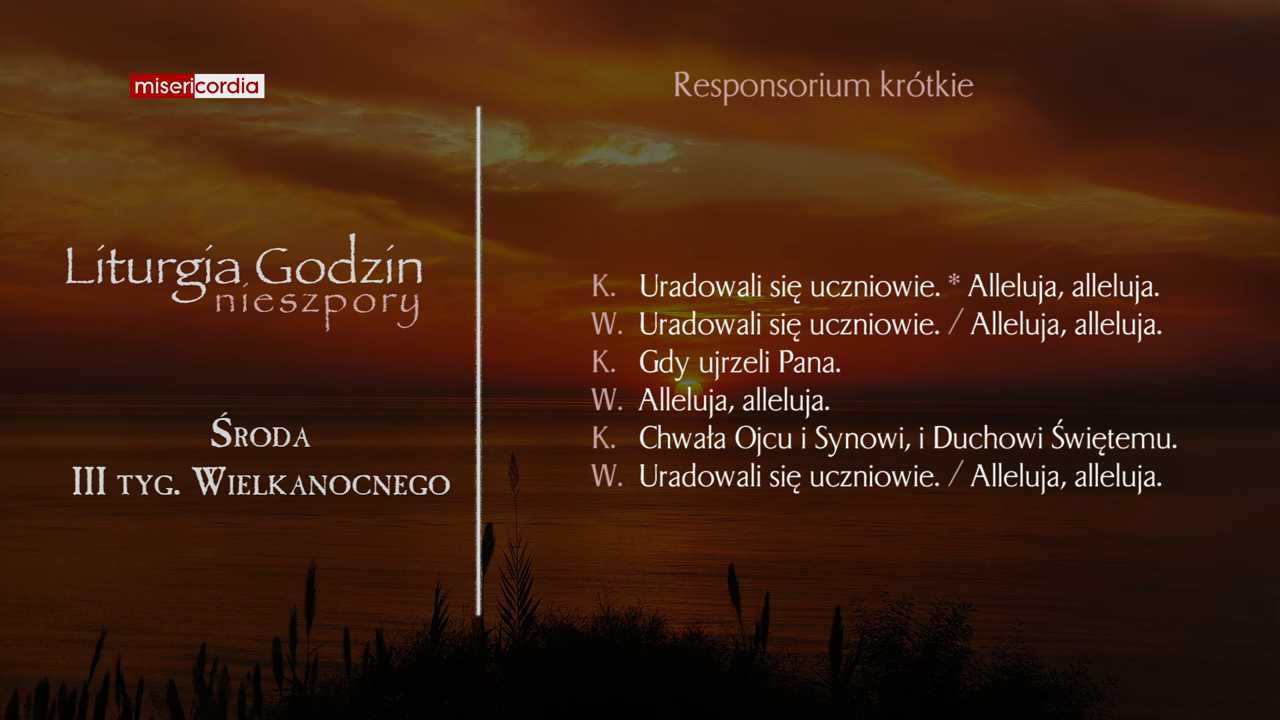 misericordia
Liturgia Godzin
nieszpory
Środa
III tyg. Wielkanocnego
Responsorium krótkie
K. Uradowali się uczniowie. * Alleluja, alleluja.
W. Uradowali się uczniowie. / Alleluja, alleluja.
K. Gdy ujrzeli Pana.
W. Alleluja, alleluja.
K. Chwała Ojcu i Synowi, i Duchowi Świętemu.
W. Uradowali się uczniowie. / Alleluja, alleluja.